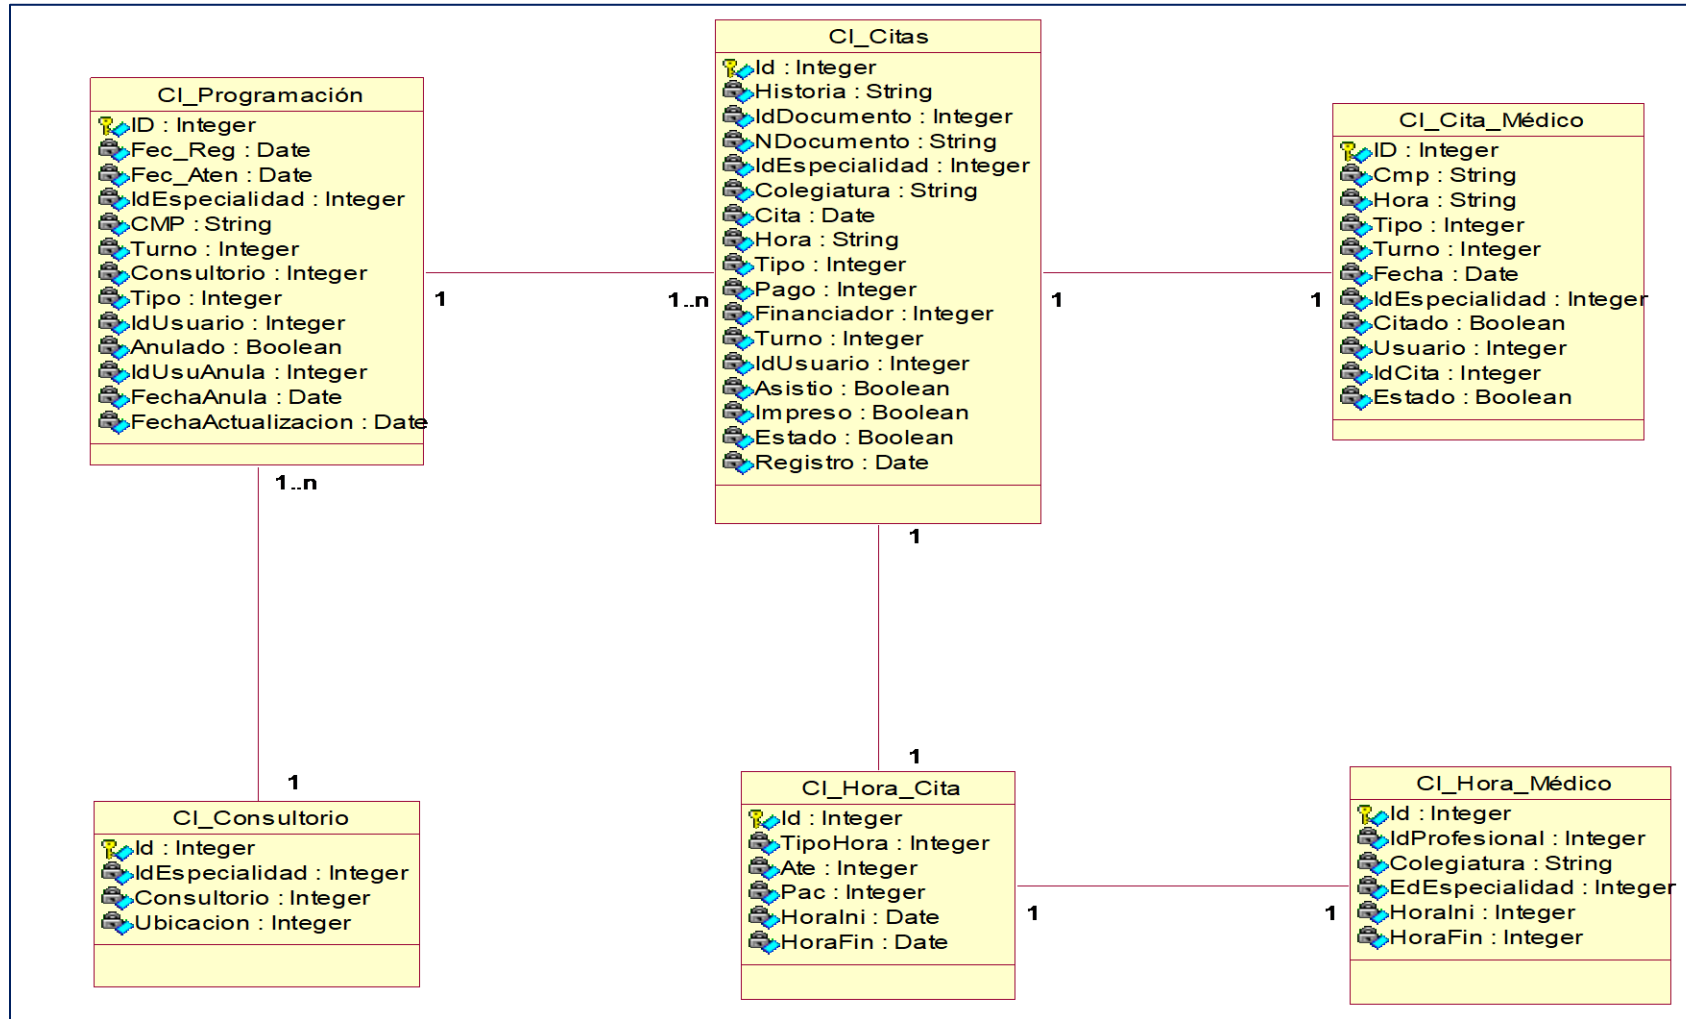 CI_Programación
ID : Integer
Fec_Reg : Date
Fec_Aten : Date
IdEspecialidad : Integer
CMP : String
Turno : Integer
Consultorio : Integer
Tipo : Integer
IdUsuario : Integer
Anulado : Boolean
IdUsuAnula : Integer
FechaAnula : Date
FechaActualizacion : Date
1
1..n
1..n
1
CI_Citas
Id : Integer
Historia : String
IdDocumento : Integer
NDocumento : String
IdEspecialidad : Integer
Colegiatura : String
Cita : Date
Hora : String
Tipo : Integer
Pago : Integer
Financiador : Integer
Turno : Integer
IdUsuario : Integer
Asistio : Boolean
Impreso : Boolean
Estado : Boolean
Registro : Date
1
1
1
1
CI_Cita_Médico
ID : Integer
Cmp : String
Hora : String
Tipo : Integer
Turno : Integer
Fecha : Date
IdEspecialidad : Integer
Citado : Boolean
Usuario : Integer
IdCita : Integer
Estado : Boolean
CI_Consultorio
Id : Integer
IdEspecialidad : Integer
Consultorio : Integer
Ubicacion : Integer
CI_Hora_Cita
Id : Integer
TipoHora : Integer
Ate : Integer
Pac : Integer
HoraIni : Date
HoraFin : Date
1
1
CI_Hora_Médico
Id : Integer
IdProfesional : Integer
Colegiatura : String
EdEspecialidad : Integer
HoraIni : Integer
HoraFin : Integer